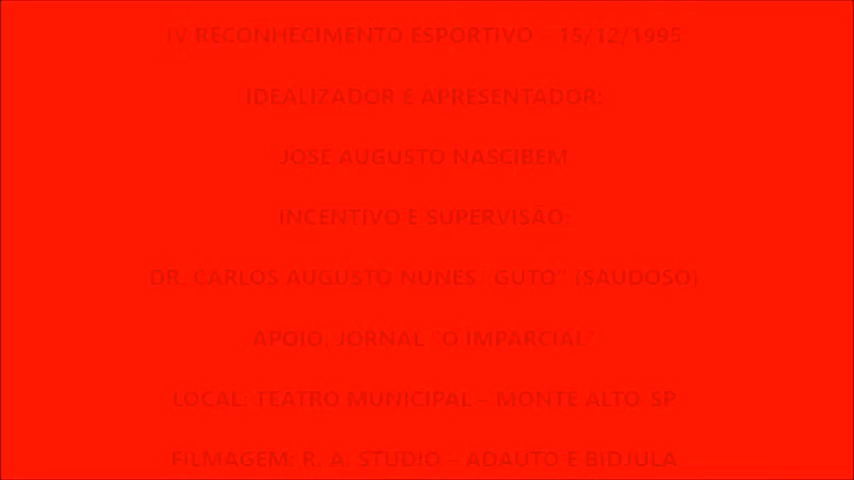 IV RECONHECIMENTO ESPORTIVO - 15/12/1995
IDEALIZADOR E APRESENTADOR:
JOSÉ AUGUSTO NASCIBEM
INCENTIVO E SUPERVISÃO:
DR. CARLOS AUGUSTO NUNES "GUTO" (SAUDOSO)
APOIO: JORNAL "O IMPARCIAL"
LOCAL: TEATRO MUNICIPAL – MONTE ALTO-SP
FILMAGEM: R. A. STUDIO – ADAUTO E BIDJULA